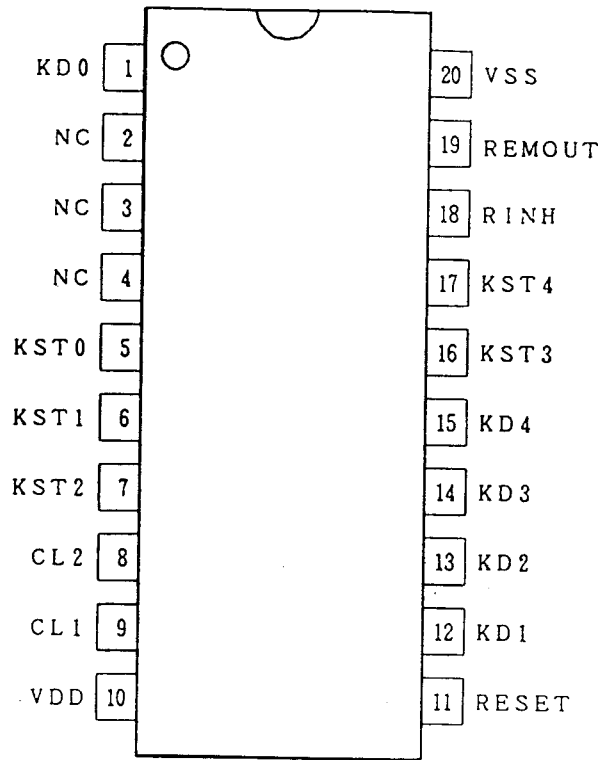 KD0 1
20 VSS
NC 2
19 REMOUT
NC 3
18 RINH
NC 4
17 KST4
KST0 5
16 KST3
KST1 6
15 KD4
KST2 7
14 KD3
CL2 8
13 KD2
CL1 9
12 KD1
VDD 10
11 RESET